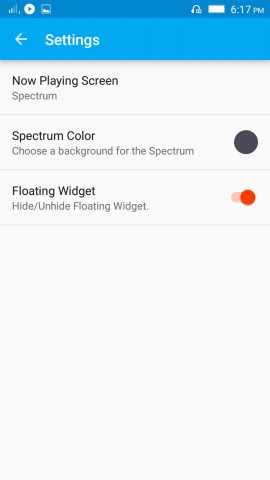 6:17 PM
Settings
Now Playing Screen
Spectrum
Spectrum Color
Choose a background for the Spectrum
Floating Widget
Hide/Unhide Floating Widget.